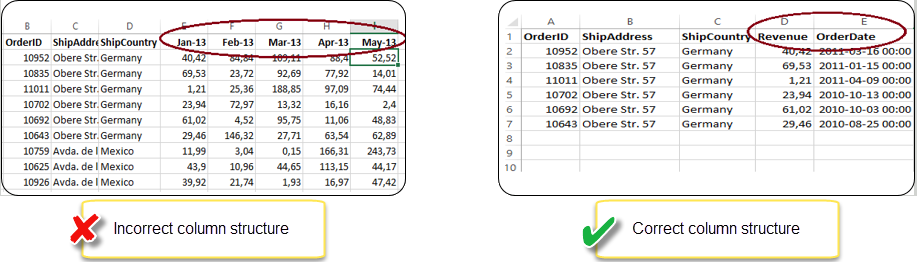 B C D E F G H I
OrderID ShipAddre ShipCountry Jan-13 Feb-13 Mar-13 Apr-13 May-13
10952 Obere Str. Germany 40,42 84,84 109,11 88,4 52,52
10835 Obere Str. Germany 69,53 23,72 92,69 77,92 14,01
11011 Obere Str. Germany 1,21 25,36 188,85 97,09 74,44
10702 Obere Str. Germany 23,94 72,97 13,32 16,16 2,4
10692 Obere Str. Germany 61,02 4,52 95,75 11,06 48,83
10643 Obere Str. Germany 29,46 146,32 27,71 63,54 62,89
10759 Avda. de l Mexico 11,99 3,04 0,15 166,31 243,73
10625 Avda. de l Mexico 43,9 10,96 44,65 113,15 44,17
10926 Avda. de l Mexico 39,92 21,74 1,93 16,97 47,42
Incorrect column structure
A B C D E
1 OrderID ShipAddress ShipCountry Revenue OrderDate
2 10952 Obere Str. 57 Germany 40,42 2011-03-16 00:00
3 10835 Obere Str. 57 Germany 69,53 2011-01-15 00:00
4 11011 Obere Str. 57 Germany 1,21 2011-04-09 00:00
5 10702 Obere Str. 57 Germany 23,94 2010-10-13 00:00
6 10692 Obere Str. 57 Germany 61,02 2010-10-03 00:00
7 10643 Obere Str. 57 Germany 29,46 2010-08-25 00:00
8
9
10
Correct column structure